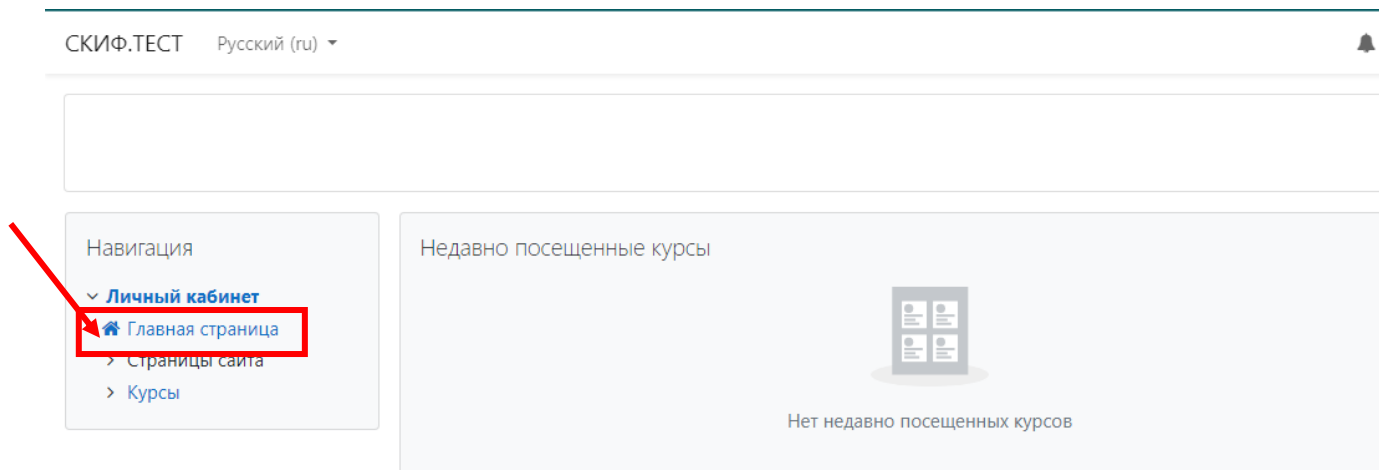 СКИФ.ТЕСТ Русский (ru)
Навигация
Личный кабинет
Главная страница
Страницы сайта
Курсы
Недавно посещенные курсы
Нет недавно посещенных курсов